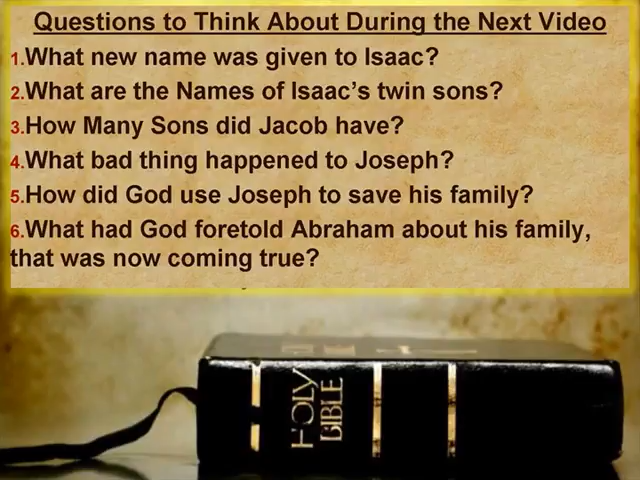 Questions to Think About During the Next Video
1.What new name was given to Isaac?
2.What are the Names of Isaac's twin sons?
3.How Many Sons did Jacob have?
4.What bad thing happened to Joseph?
5.How did God use Joseph to save his family?
6.What had God foretold Abraham about his family,
that was now coming true?
HOLY
BIBLE